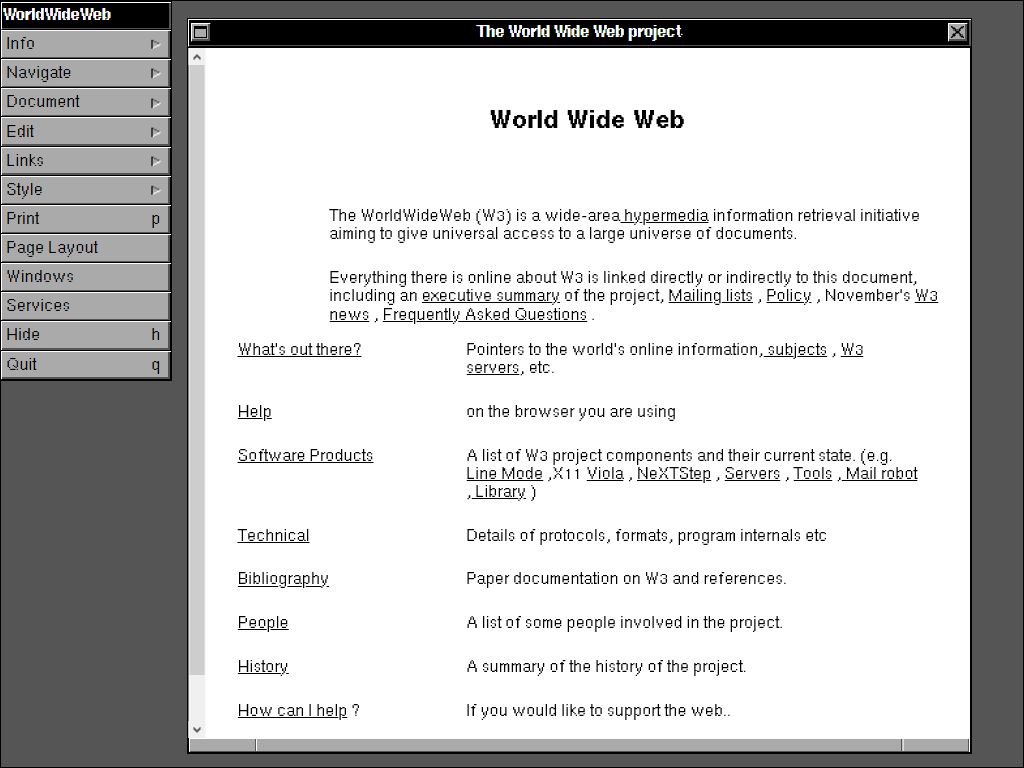 WorldWideWeb
Info
Navigate
Document
Edit
Links
Style
Print p
Page Layout
Windows
Services
Hide h
Quit q
The World Wide Web project
World Wide Web
The WorldWideWeb (W3) is a wide-area hypermedia information retrieval initiative
aiming to give universal access to a large universe of documents.
Everything there is online about W3 is linked directly or indirectly to this document,
including an executive summary of the project, Mailing lists , Policy , November's W3
news , Frequently Asked Questions .
What's out there? Pointers to the world's online information, subjects , W3
servers, etc.
Help on the browser you are using
Software Products A list of W3 project components and their current state. (e.g.
Line Mode ,X11 Viola , NeXTStep , Servers , Tools , Mail robot
, Library )
Technical Details of protocols, formats, program internals etc
Bibliography Paper documentation on W3 and references.
People A list of some people involved in the project.
History A summary of the history of the project.
How can I help ? If you would like to support the web..